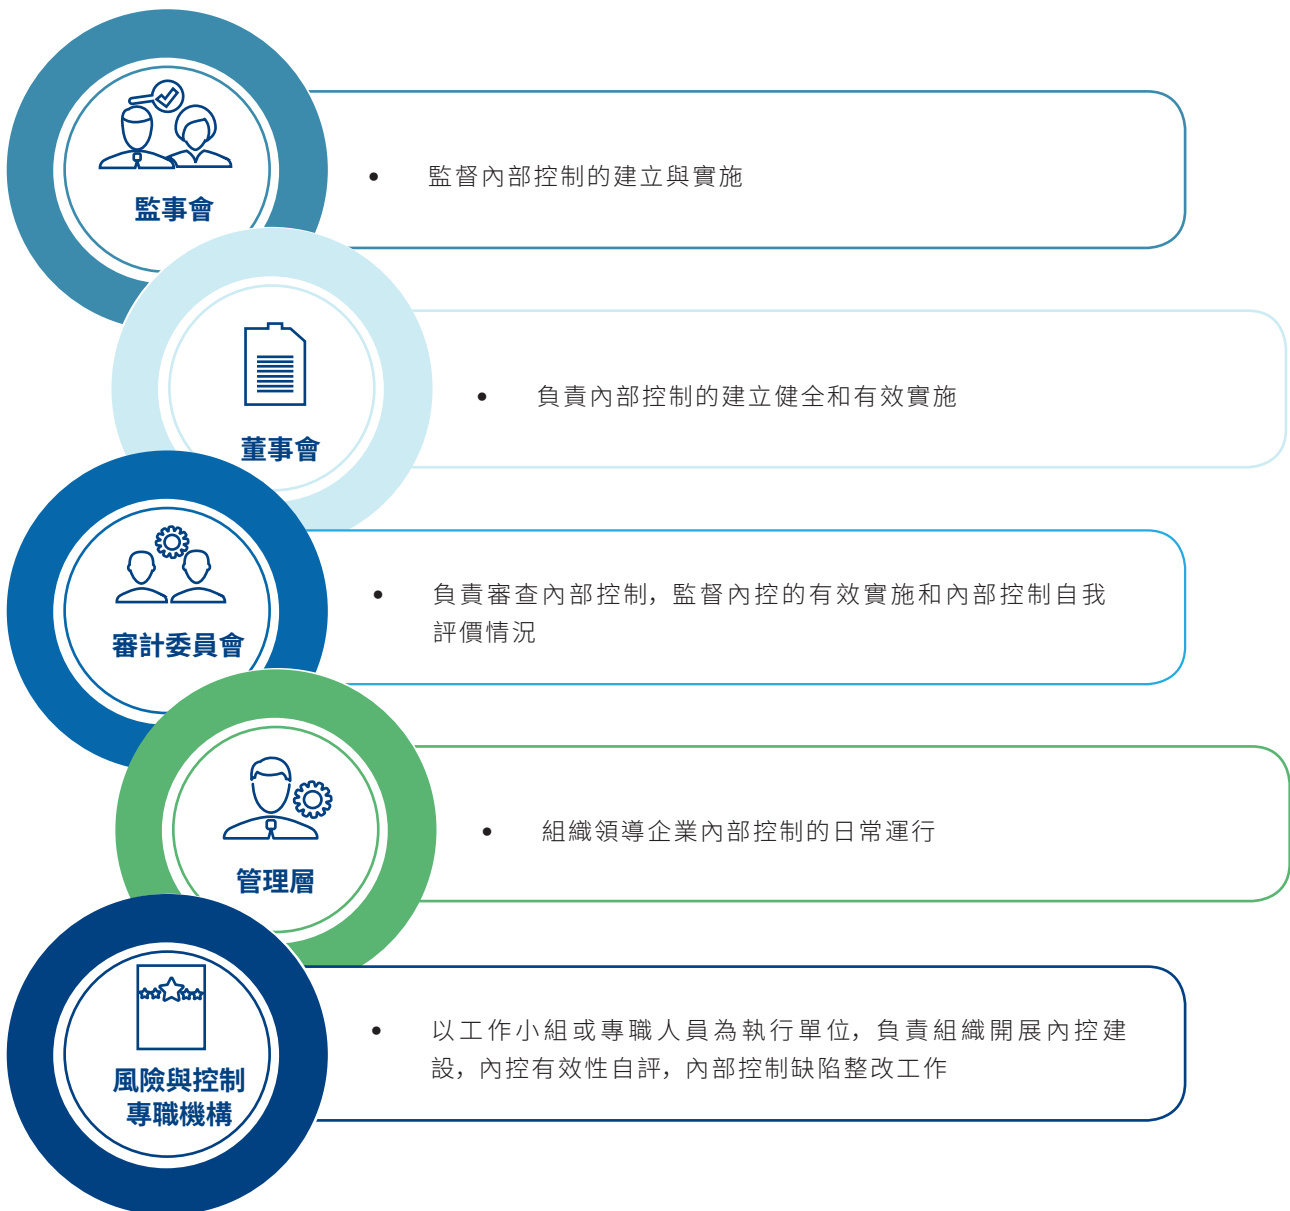 監事會
• 監督內部控制的建立與實施
董事會
• 負責內部控制的建立健全和有效實施
審計委員會
• 負責審查內部控制，監督內控的有效實施和內部控制自我
評價情況
管理層
• 組織領導企業內部控制的日常運行
風險與控制
專職機構
• 以工作小組或專職人員為執行單位，負責組織開展內控建
設，內控有效性自評，內部控制缺陷整改工作